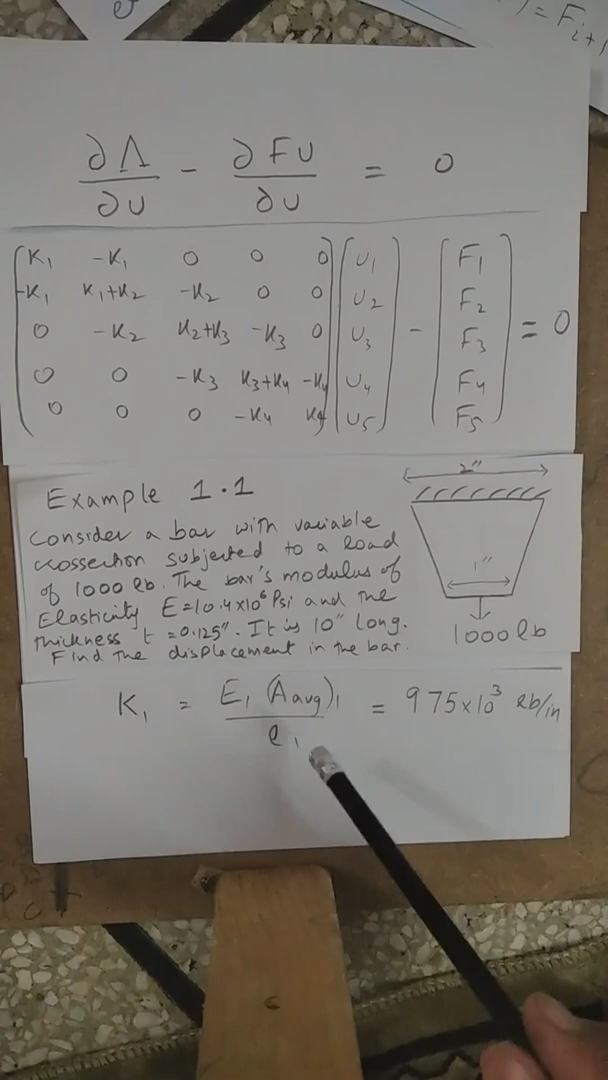 ) = F i+1
∂Λ/∂U - ∂FU/∂U = 0
K1 -K1 0 0 0 U1 F1
-K1 K1+K2 -K2 0 0 U2 F2
0 -K2 K2+K3 -K3 0 U3 - F3 = 0
0 0 -K3 K3+K4 -K4 U4 F4
0 0 0 -K4 K4 U5 F5
Example 1.1
Consider a bar with variable
crossection subjected to a load
of 1000 lb. The bar's modulus of
Elasticity E=10.4x10^6 Psi and the
thickness t =0.125". It is 10" long.
Find the displacement in the bar.
2"
1"
1000 lb
K1 = E1 (Aavg)1 / l1 = 975x10^3 lb/in